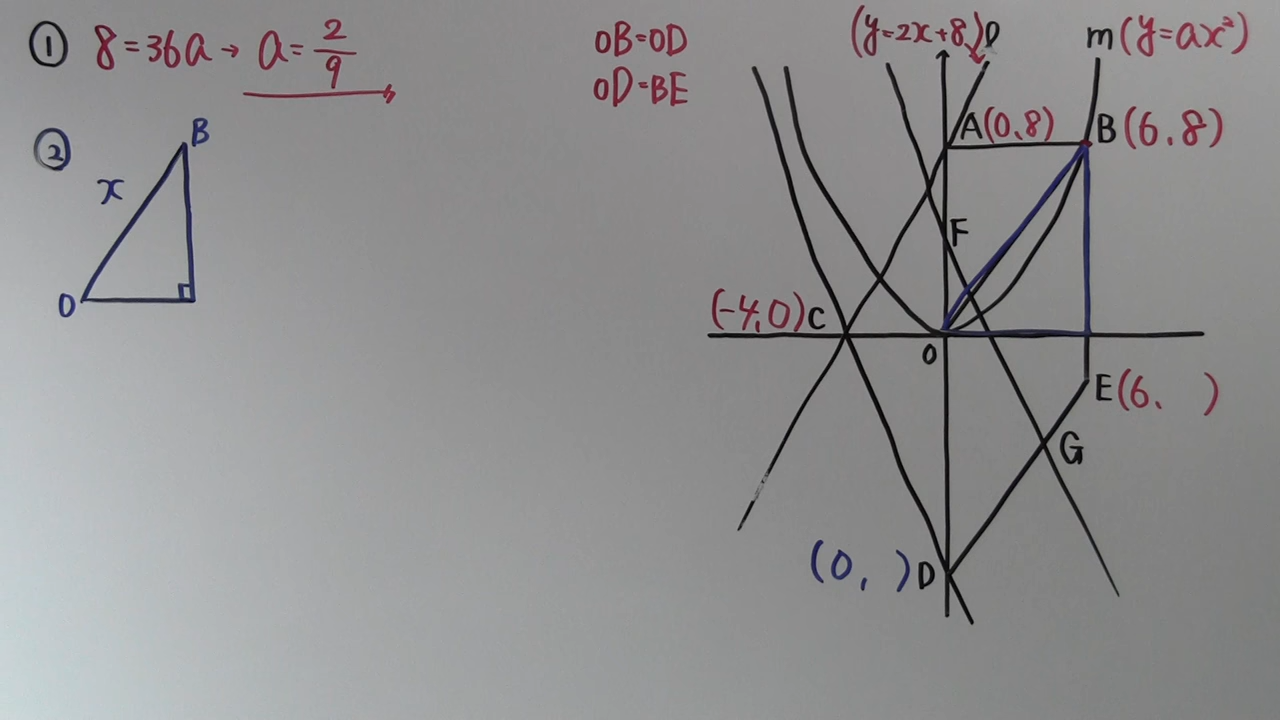 ① 8=36a→a=2/9
② B
x
O
OB=OD
OD=BE
(y=2x+8) l
m(y=ax²)
A(0,8)
B(6,8)
F
(-4,0)C
O
E(6, )
G
(0, )D